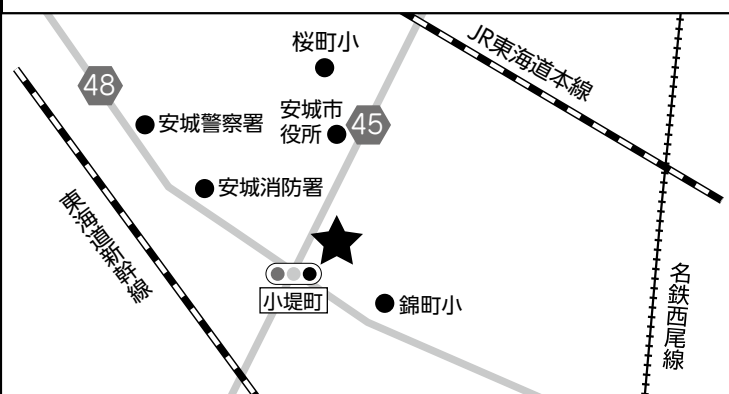 桜町小
JR東海道本線
48
安城市
役所
45
安城警察署
安城消防署
東海道新幹線
小堤町
錦町小
名鉄西尾線